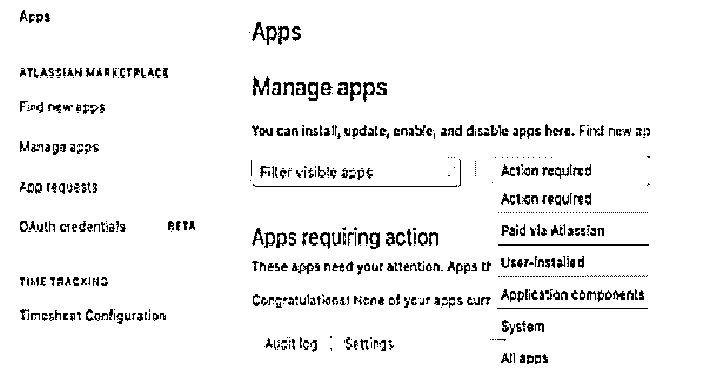 Apps
ATLASSIAN MARKETPLACE
Find new apps
Manage apps
App requests
OAuth credentials BETA
TIME TRACKING
Timesheet Configuration
Apps
Manage apps
You can install, update, enable, and disable apps here. Find new ap
Filter visible apps
Action required
Action required
Paid via Atlassian
User-installed
Application components
System
All apps
Apps requiring action
These apps need your attention. Apps th
Congratulations! None of your apps curr
Audit log Settings